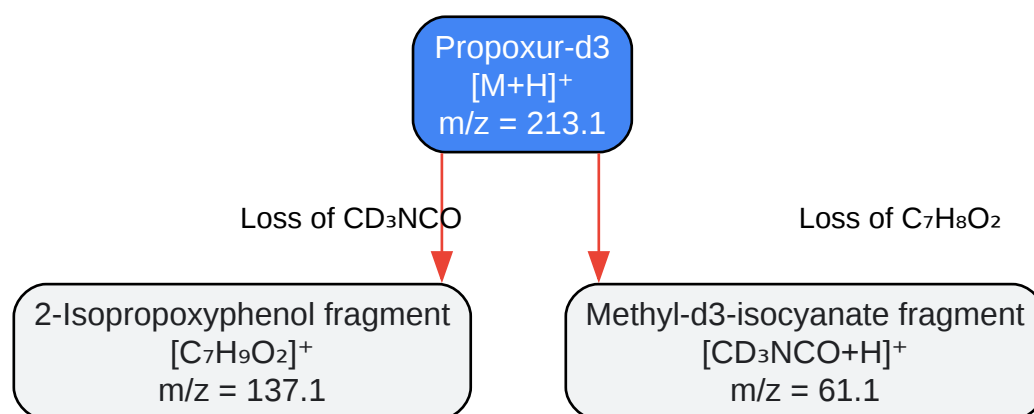 Propoxur-d3
[M+H]⁺
m/z = 213.1
Loss of CD₃NCO
Loss of C₇H₈O₂
2-Isopropoxyphenol fragment
[C₇H₉O₂]⁺
m/z = 137.1
Methyl-d3-isocyanate fragment
[CD₃NCO+H]⁺
m/z = 61.1